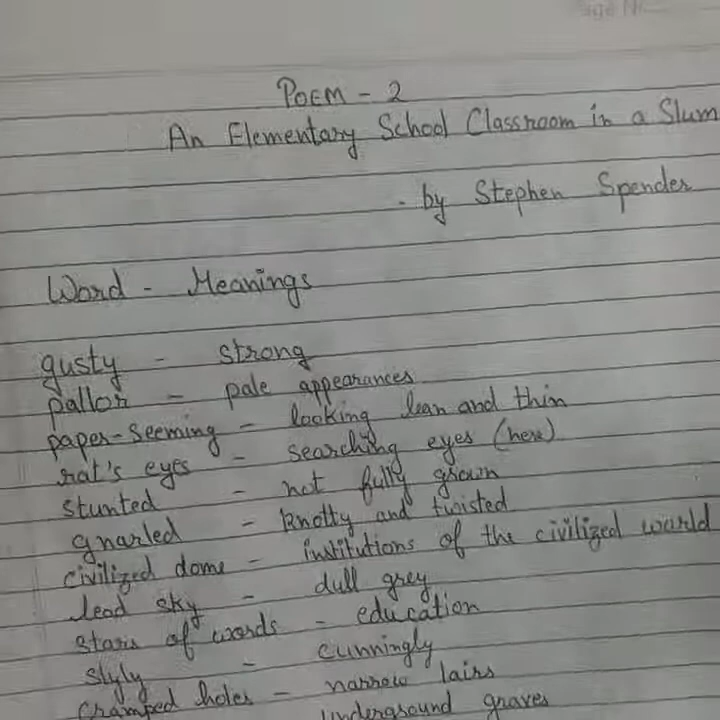 Poem - 2
An Elementary School Classroom in a Slum
- by Stephen Spender
Word - Meanings
gusty - strong
pallor - pale appearances
paper-seeming - looking lean and thin
rat's eyes - searching eyes (here)
stunted - not fully grown
gnarled - knotty and twisted
civilized dome - institutions of the civilized world
lead sky - dull grey
stars of words - education
slyly - cunningly
cramped holes - narrow lairs
underground graves